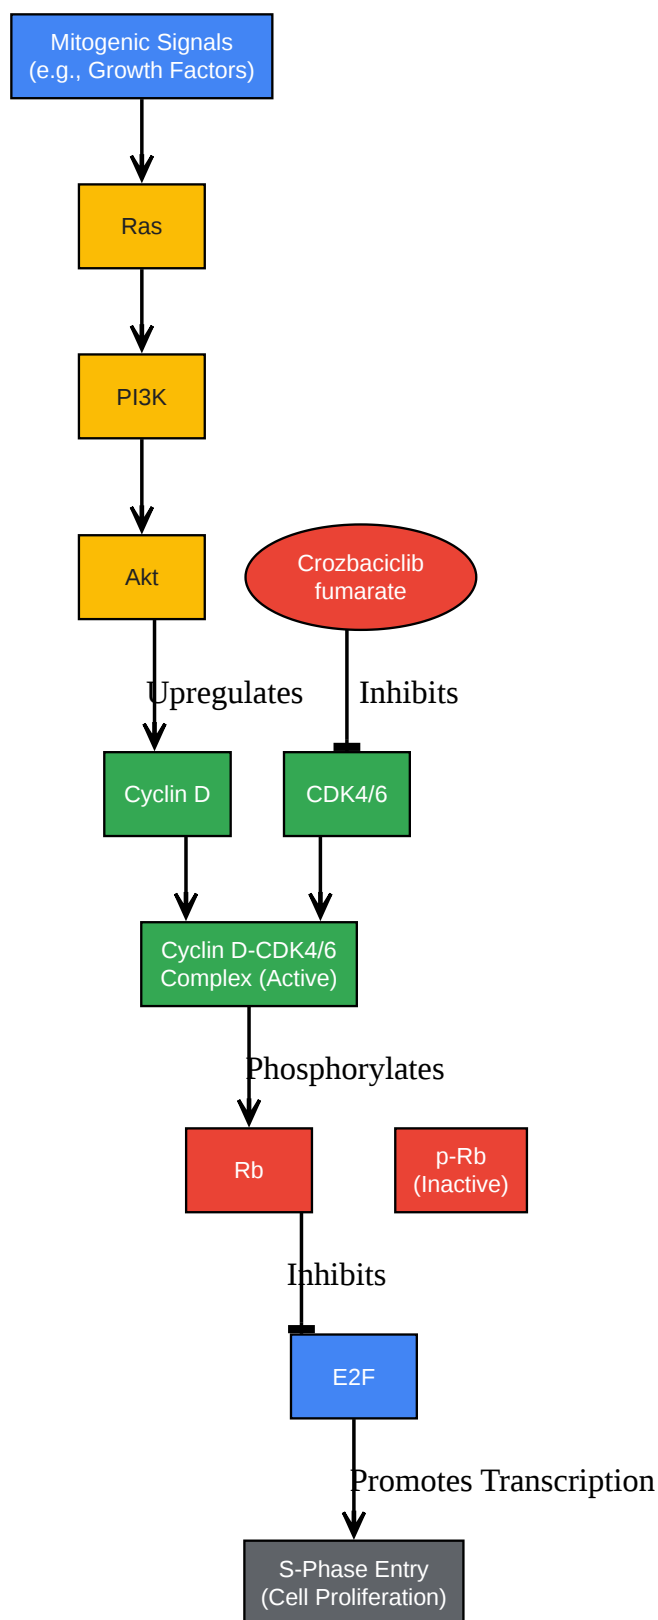 Mitogenic Signals
(e.g., Growth Factors)
Ras
PI3K
Akt
Crozbaciclib
fumarate
Upregulates
Inhibits
Cyclin D
CDK4/6
Cyclin D-CDK4/6
Complex (Active)
Phosphorylates
Rb
p-Rb
(Inactive)
Inhibits
E2F
Promotes Transcription
S-Phase Entry
(Cell Proliferation)